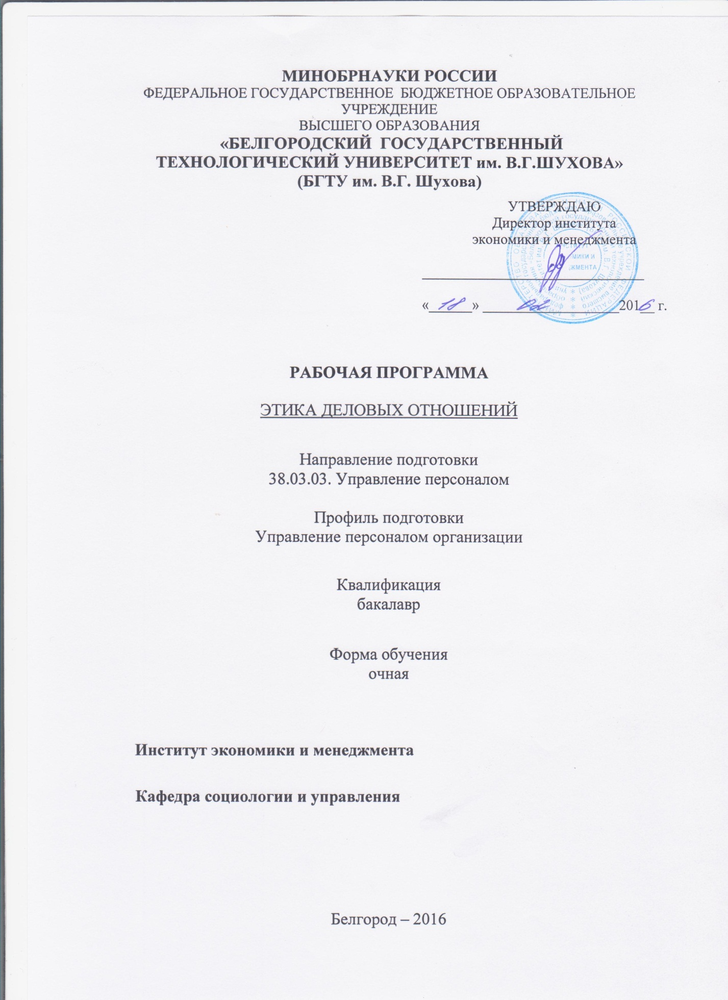 МИНОБРНАУКИ РОССИИ
ФЕДЕРАЛЬНОЕ ГОСУДАРСТВЕННОЕ БЮДЖЕТНОЕ ОБРАЗОВАТЕЛЬНОЕ
УЧРЕЖДЕНИЕ
ВЫСШЕГО ОБРАЗОВАНИЯ
«БЕЛГОРОДСКИЙ ГОСУДАРСТВЕННЫЙ
ТЕХНОЛОГИЧЕСКИЙ УНИВЕРСИТЕТ им. В.Г.ШУХОВА»
(БГТУ им. В.Г. Шухова)
УТВЕРЖДАЮ
Директор института
экономики и менеджмента
«18» 02 2016 г.
РАБОЧАЯ ПРОГРАММА
ЭТИКА ДЕЛОВЫХ ОТНОШЕНИЙ
Направление подготовки
38.03.03. Управление персоналом
Профиль подготовки
Управление персоналом организации
Квалификация
бакалавр
Форма обучения
очная
Институт экономики и менеджмента
Кафедра социологии и управления
Белгород – 2016